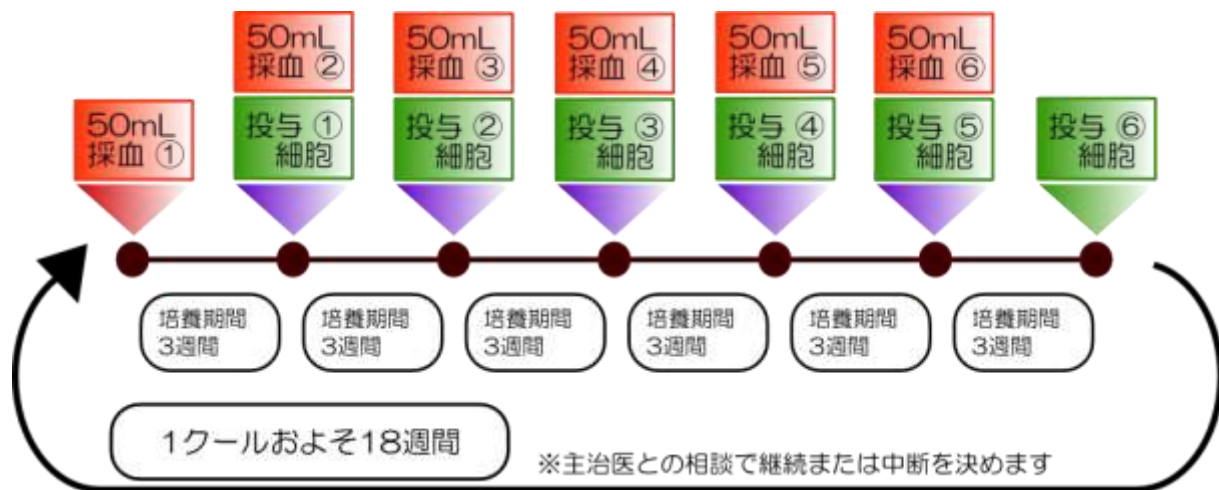 50mL
採血 ①
50mL
採血 ②
投与 ①
細胞
50mL
採血 ③
投与 ②
細胞
50mL
採血 ④
投与 ③
細胞
50mL
採血 ⑤
投与 ④
細胞
50mL
採血 ⑥
投与 ⑤
細胞
投与 ⑥
細胞
培養期間
3週間
培養期間
3週間
培養期間
3週間
培養期間
3週間
培養期間
3週間
培養期間
3週間
1クールおよそ18週間
※主治医との相談で継続または中断を決めます